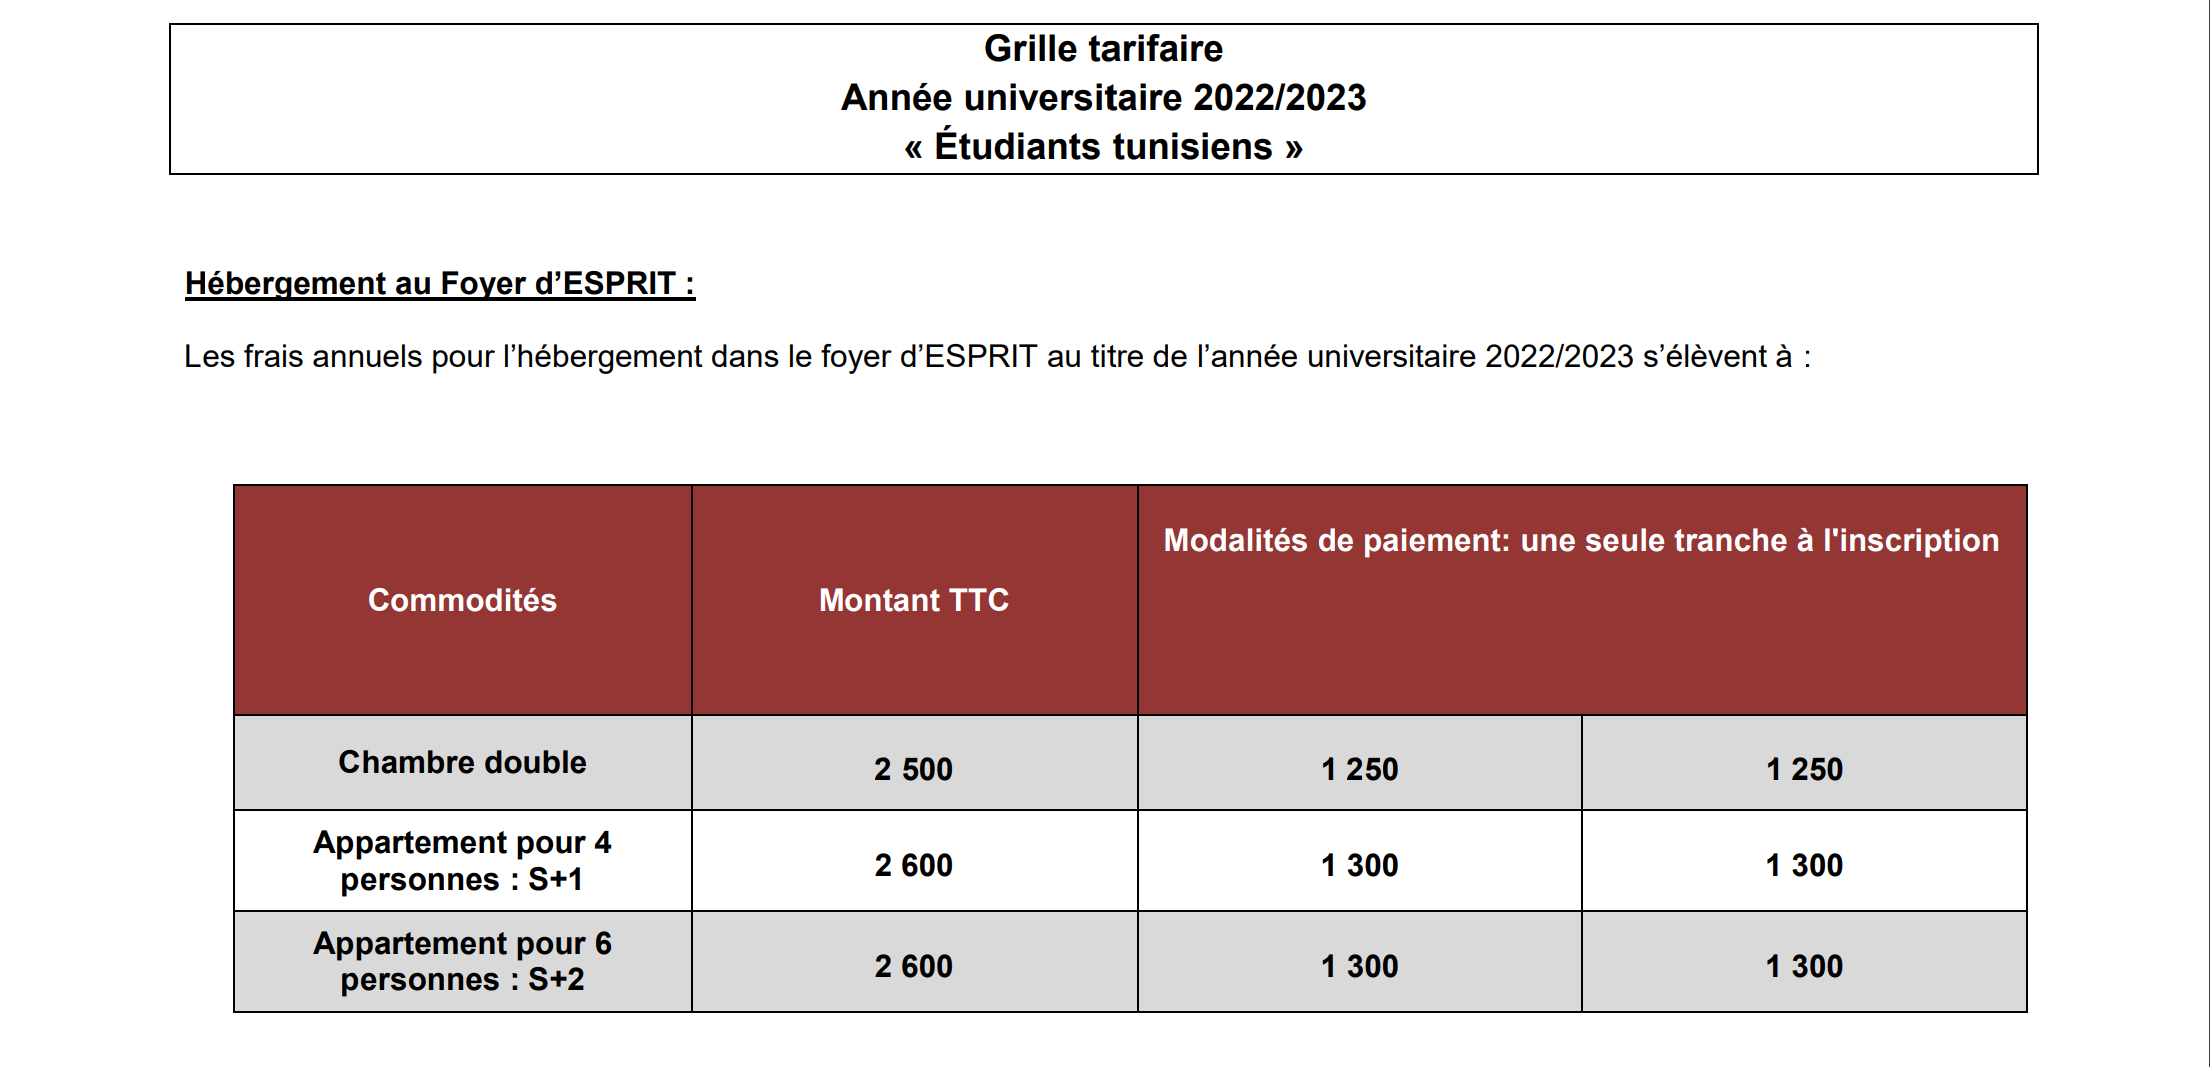 Grille tarifaire
Année universitaire 2022/2023
« Étudiants tunisiens »
Hébergement au Foyer d’ESPRIT :
Les frais annuels pour l’hébergement dans le foyer d’ESPRIT au titre de l’année universitaire 2022/2023 s’élèvent à :
Commodités Montant TTC Modalités de paiement: une seule tranche à l'inscription
Chambre double 2 500 1 250 1 250
Appartement pour 4
personnes : S+1 2 600 1 300 1 300
Appartement pour 6
personnes : S+2 2 600 1 300 1 300